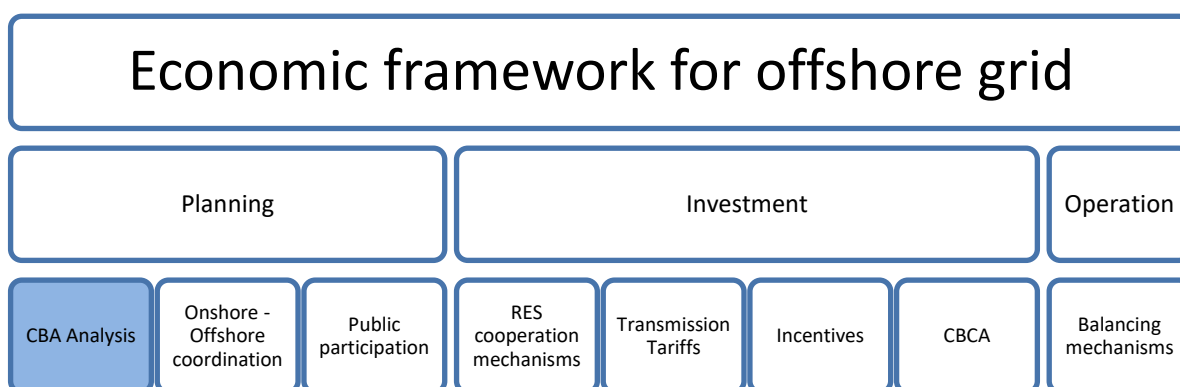 Economic framework for offshore grid
Planning
Investment
Operation
CBA Analysis
Onshore -
Offshore
coordination
Public
participation
RES
cooperation
mechanisms
Transmission
Tariffs
Incentives
CBCA
Balancing
mechanisms